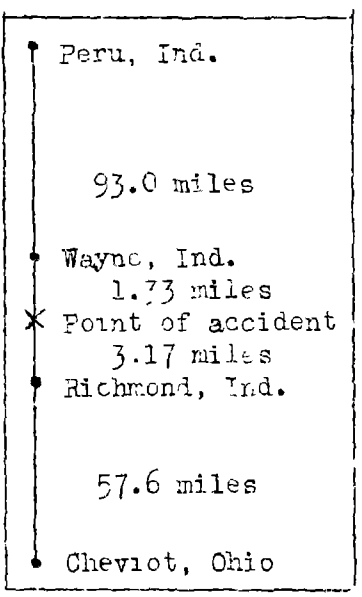 Peru, Ind.
93.0 miles
Wayne, Ind.
1.73 miles
Point of accident
3.17 miles
Richmond, Ind.
57.6 miles
Cheviot, Ohio